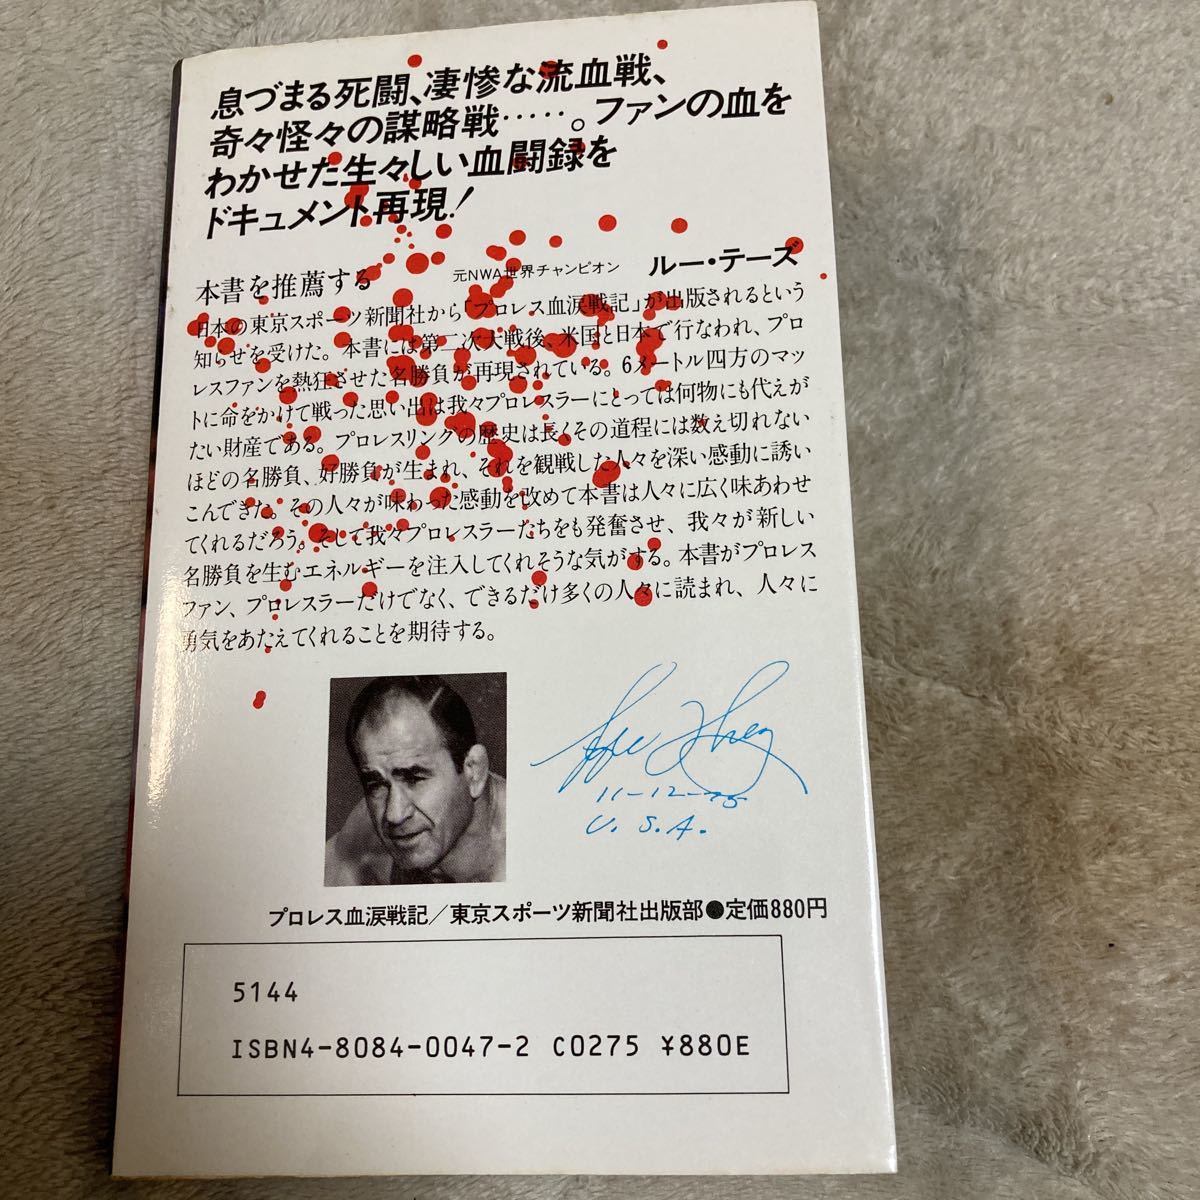 息づまる死闘、凄惨な流血戦、
奇々怪々の謀略戦‥‥‥。ファンの血を
わかせた生々しい血闘録を
ドキュメント再現!
本書を推薦する 元NWA世界チャンピオン ルー・テーズ
日本の東京スポーツ新聞社から「プロレス血涙戦記」が出版されるという
知らせを受けた。本書には第二次大戦後、米国と日本で行なわれ、プロ
レスファンを熱狂させた名勝負が再現されている。6メートル四方のマッ
トに命をかけて戦った思い出は我々プロレスラーにとっては何物にも代えが
たい財産である。プロレスリングの歴史は長くその道程には数え切れない
ほどの名勝負、好勝負が生まれ、それを観戦した人々を深い感動に誘い
こんできた。その人々が味わった感動を改めて本書は人々に広く味あわせ
てくれるだろう。そして我々プロレスラーたちをも発奮させ、我々が新しい
名勝負を生むエネルギーを注入してくれそうな気がする。本書がプロレス
ファン、プロレスラーだけでなく、できるだけ多くの人々に読まれ、人々に
勇気をあたえてくれることを期待する。
Lou Thesz
11-12-75
U.S.A.
プロレス血涙戦記/東京スポーツ新聞社出版部●定価880円
5144
ISBN4-8084-0047-2 C0275 ¥880E